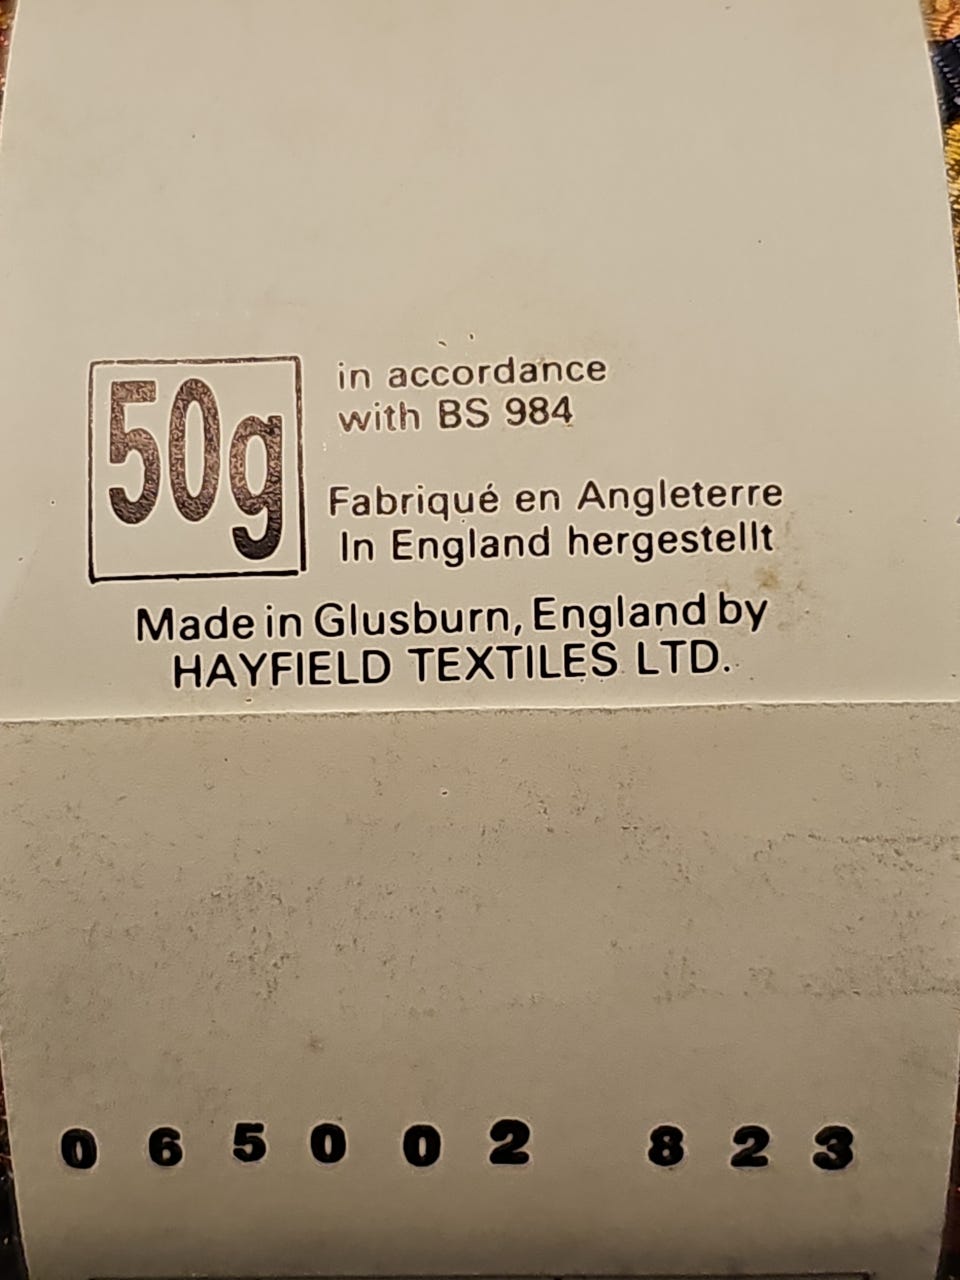 50g
in accordance
with BS 984
Fabriqué en Angleterre
In England hergestellt
Made in Glusburn, England by
HAYFIELD TEXTILES LTD.
065002 823